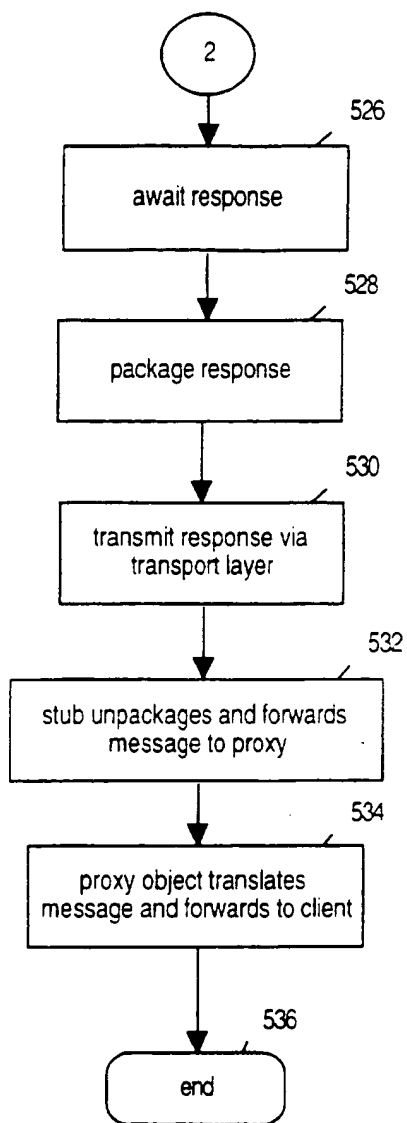 2
526
await response
528
package response
530
transmit response via
transport layer
532
stub unpackages and forwards
message to proxy
534
proxy object translates
message and forwards to client
536
end